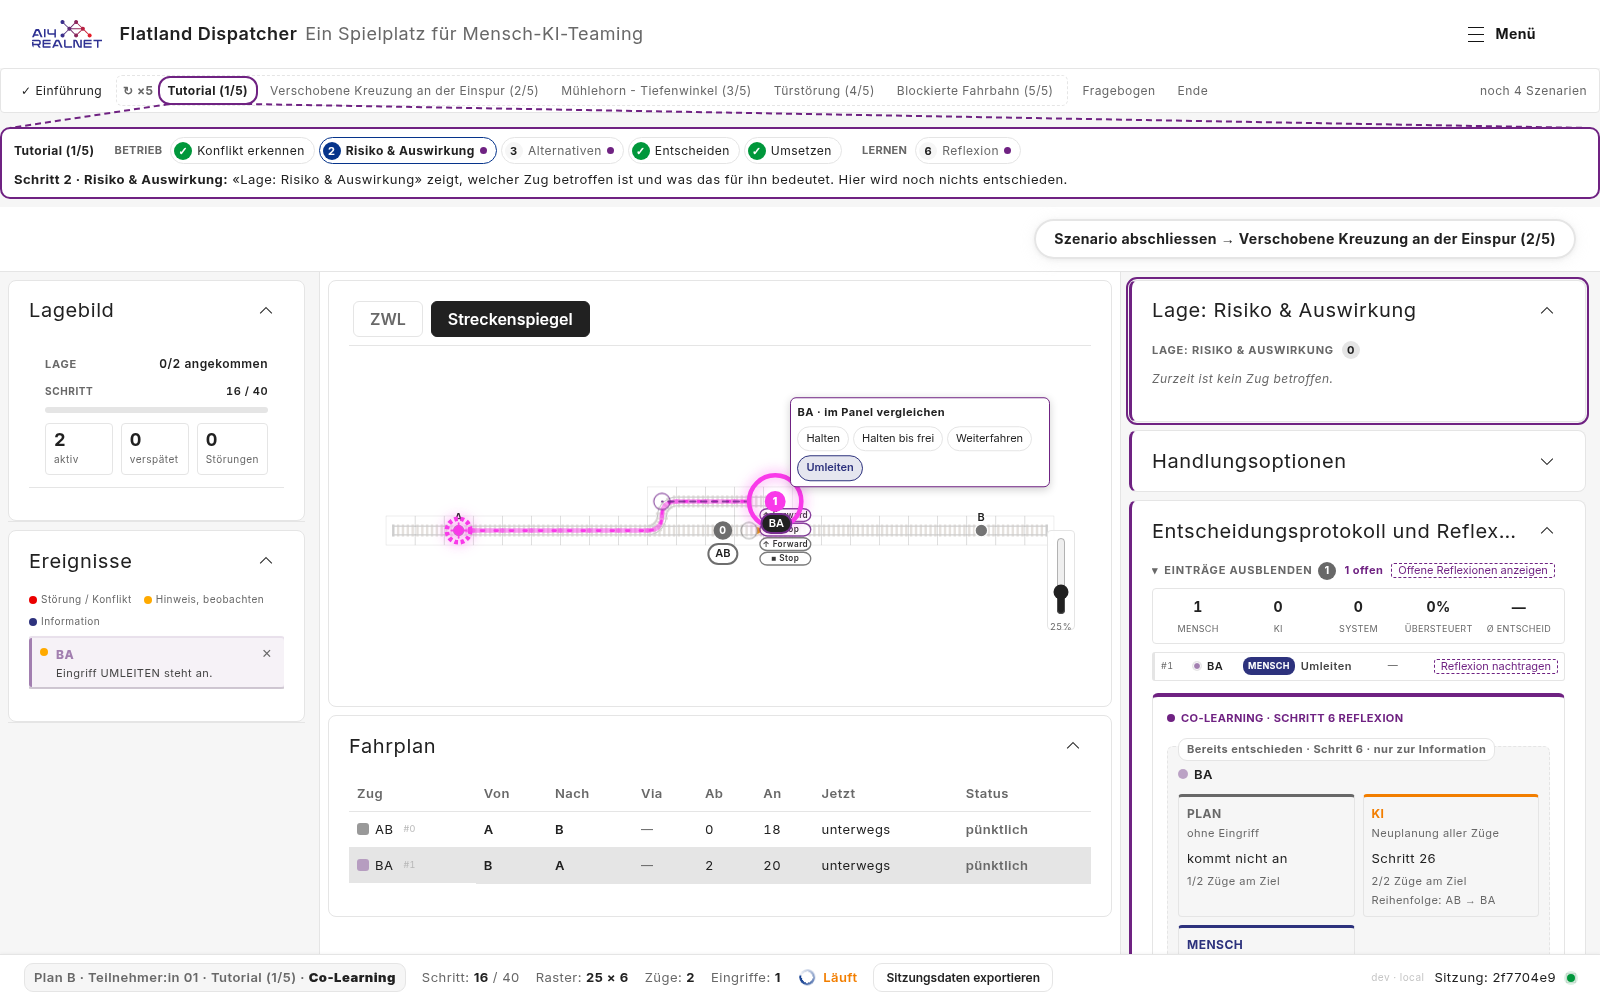 AI4
REALNET
Flatland Dispatcher Ein Spielplatz für Mensch-KI-Teaming
Menü
✓ Einführung
↻ ×5
Tutorial (1/5)
Verschobene Kreuzung an der Einspur (2/5)
Mühlehorn - Tiefenwinkel (3/5)
Türstörung (4/5)
Blockierte Fahrbahn (5/5)
Fragebogen
Ende
noch 4 Szenarien
Tutorial (1/5)
BETRIEB
✓ Konflikt erkennen
2 Risiko & Auswirkung
3 Alternativen
✓ Entscheiden
✓ Umsetzen
LERNEN
6 Reflexion
Schritt 2 · Risiko & Auswirkung: «Lage: Risiko & Auswirkung» zeigt, welcher Zug betroffen ist und was das für ihn bedeutet. Hier wird noch nichts entschieden.
Szenario abschliessen → Verschobene Kreuzung an der Einspur (2/5)
Lagebild
LAGE 0/2 angekommen
SCHRITT 16 / 40
2 0 0
aktiv verspätet Störungen
Ereignisse
Störung / Konflikt Hinweis, beobachten
Information
BA ×
Eingriff UMLEITEN steht an.
ZWL
Streckenspiegel
BA · im Panel vergleichen
Halten Halten bis frei Weiterfahren
Umleiten
A
1
0
AB
BA
↑ Forward
■ Stop
B
25%
Fahrplan
Zug Von Nach Via Ab An Jetzt Status
AB #0 A B — 0 18 unterwegs pünktlich
BA #1 B A — 2 20 unterwegs pünktlich
Lage: Risiko & Auswirkung
LAGE: RISIKO & AUSWIRKUNG 0
Zurzeit ist kein Zug betroffen.
Handlungsoptionen
Entscheidungsprotokoll und Reflex...
▾ EINTRÄGE AUSBLENDEN 1 1 offen Offene Reflexionen anzeigen
1 0 0 0% —
MENSCH KI SYSTEM ÜBERSTEUERT Ø ENTSCHEID
#1 BA MENSCH Umleiten — Reflexion nachtragen
CO-LEARNING · SCHRITT 6 REFLEXION
Bereits entschieden · Schritt 6 · nur zur Information
BA
PLAN
ohne Eingriff
kommt nicht an
1/2 Züge am Ziel
KI
Neuplanung aller Züge
Schritt 26
2/2 Züge am Ziel
Reihenfolge: AB → BA
MENSCH
Plan B · Teilnehmer:in 01 · Tutorial (1/5) · Co-Learning
Schritt: 16 / 40
Raster: 25 × 6
Züge: 2
Eingriffe: 1
Läuft
Sitzungsdaten exportieren
dev · local
Sitzung: 2f7704e9